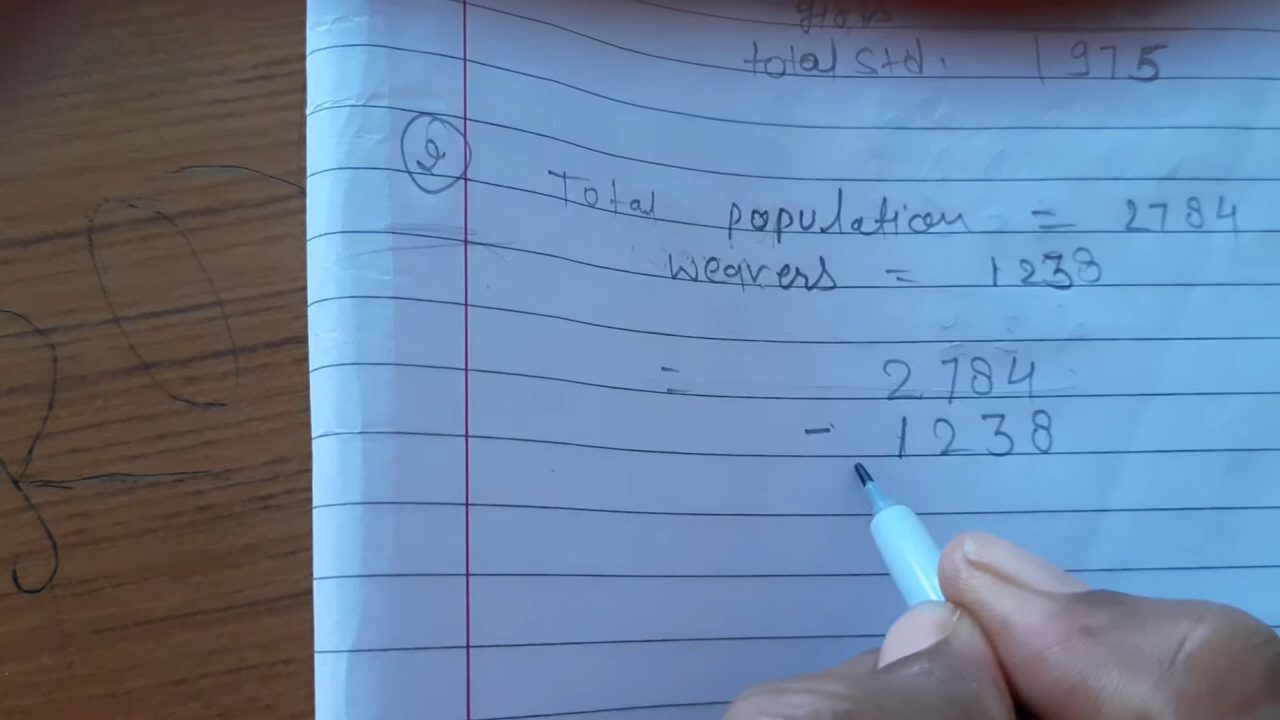 total std. 1975
2
Total population = 2784
weavers = 1238
= 2784
- 1238